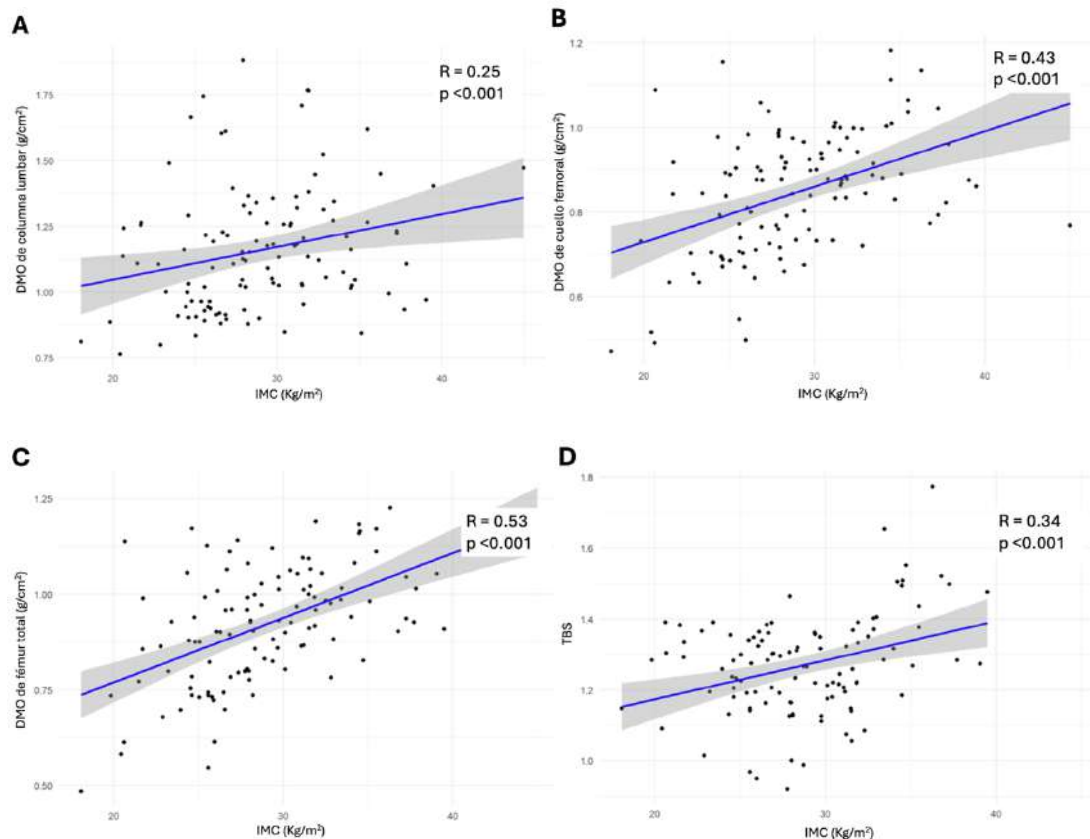 A
R = 0.25
p <0.001
DMO de columna lumbar (g/cm²)
1.75
1.50
1.25
1.00
0.75
20
30
40
IMC (Kg/m²)
B
R = 0.43
p <0.001
DMO de cuello femoral (g/cm²)
1.2
1.0
0.8
0.6
20
30
40
IMC (Kg/m²)
C
R = 0.53
p <0.001
DMO de fémur total (g/cm²)
1.25
1.00
0.75
0.50
20
30
40
IMC (Kg/m²)
D
R = 0.34
p <0.001
TBS
1.8
1.6
1.4
1.2
1.0
20
30
40
IMC (Kg/m²)